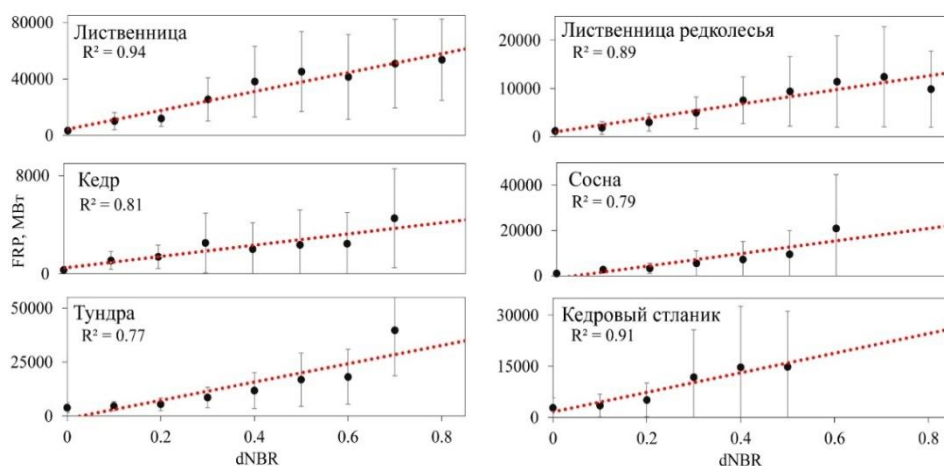 80000
Лиственница
R² = 0.94
40000
0
20000
Лиственница редколесья
R² = 0.89
10000
0
FRP, МВт
8000
Кедр
R² = 0.81
0
40000
Сосна
R² = 0.79
20000
0
50000
Тундра
R² = 0.77
25000
0
0 0.2 0.4 0.6 0.8
dNBR
30000
Кедровый стланик
R² = 0.91
15000
0
0 0.2 0.4 0.6 0.8
dNBR